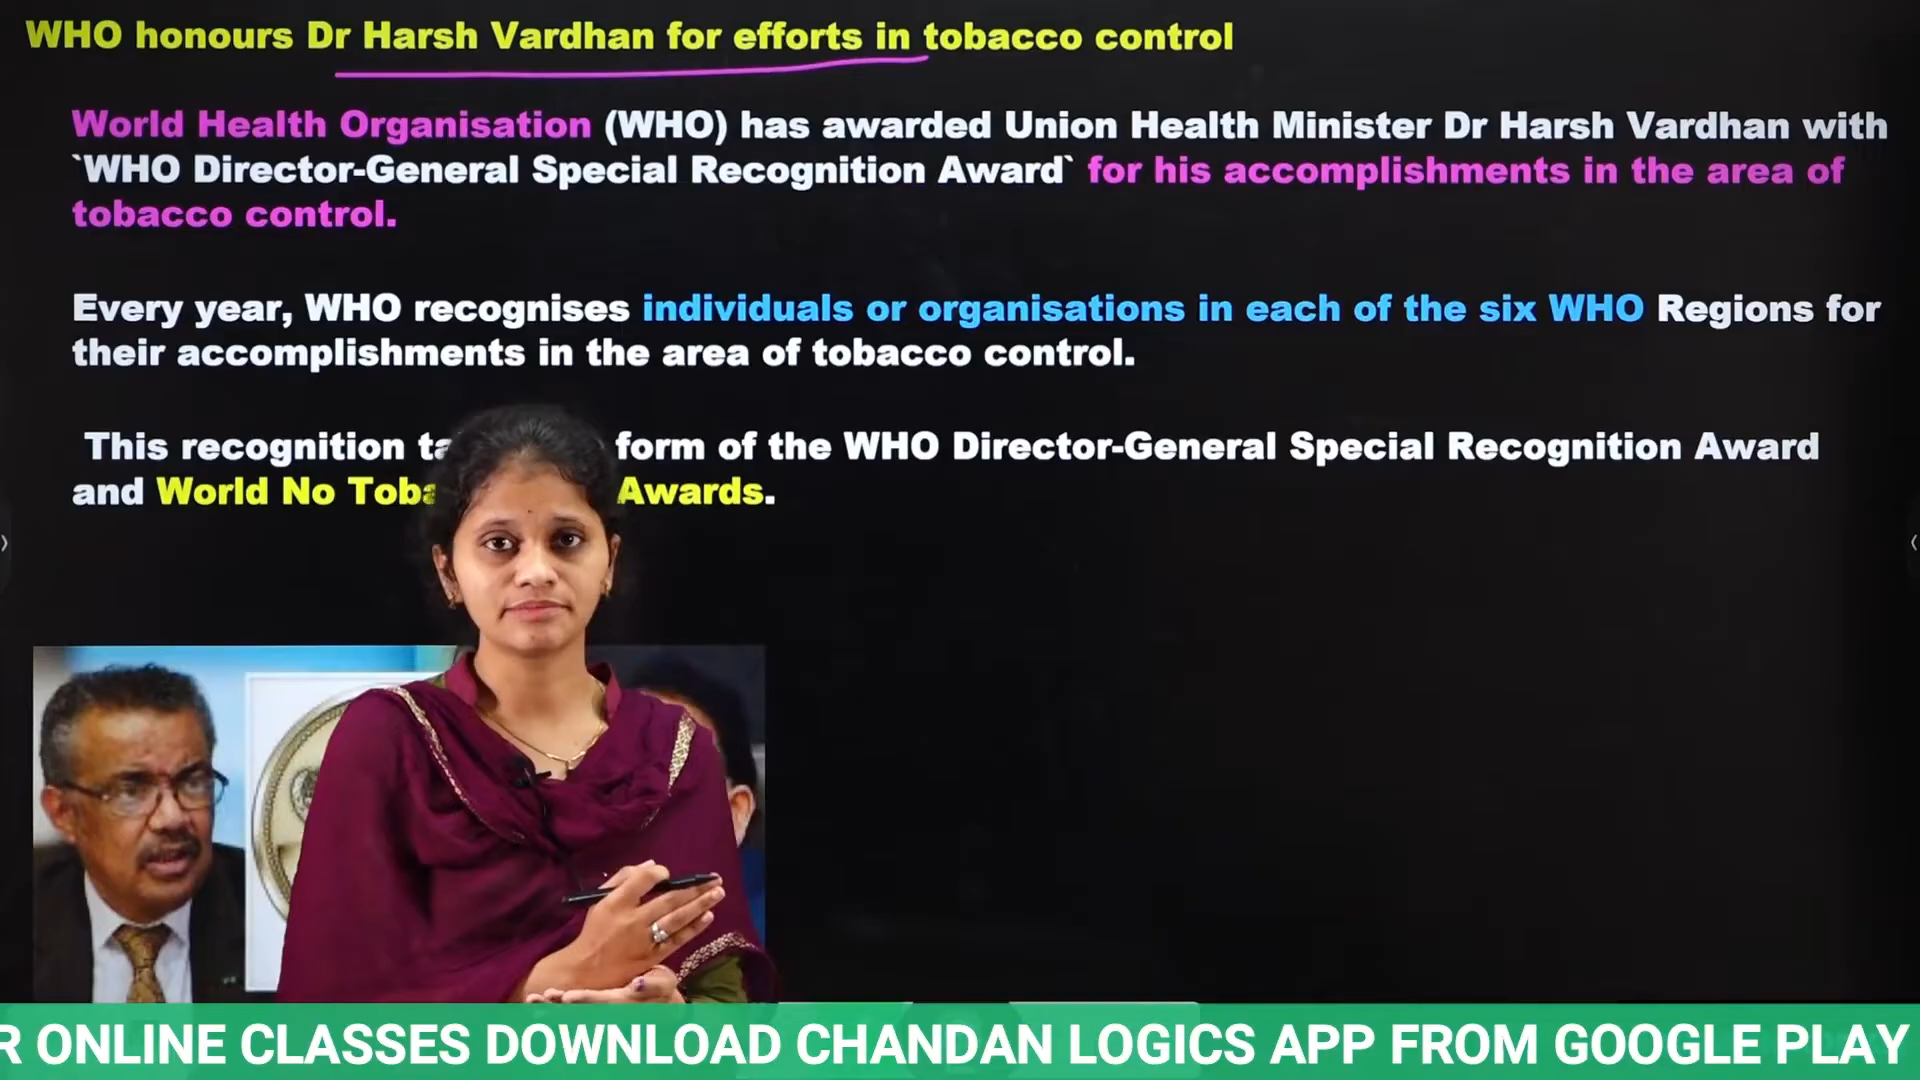 WHO honours Dr Harsh Vardhan for efforts in tobacco control
World Health Organisation (WHO) has awarded Union Health Minister Dr Harsh Vardhan with
`WHO Director-General Special Recognition Award` for his accomplishments in the area of
tobacco control.
Every year, WHO recognises individuals or organisations in each of the six WHO Regions for
their accomplishments in the area of tobacco control.
This recognition form of the WHO Director-General Special Recognition Award
and World No Awards.
R ONLINE CLASSES DOWNLOAD CHANDAN LOGICS APP FROM GOOGLE PLAY